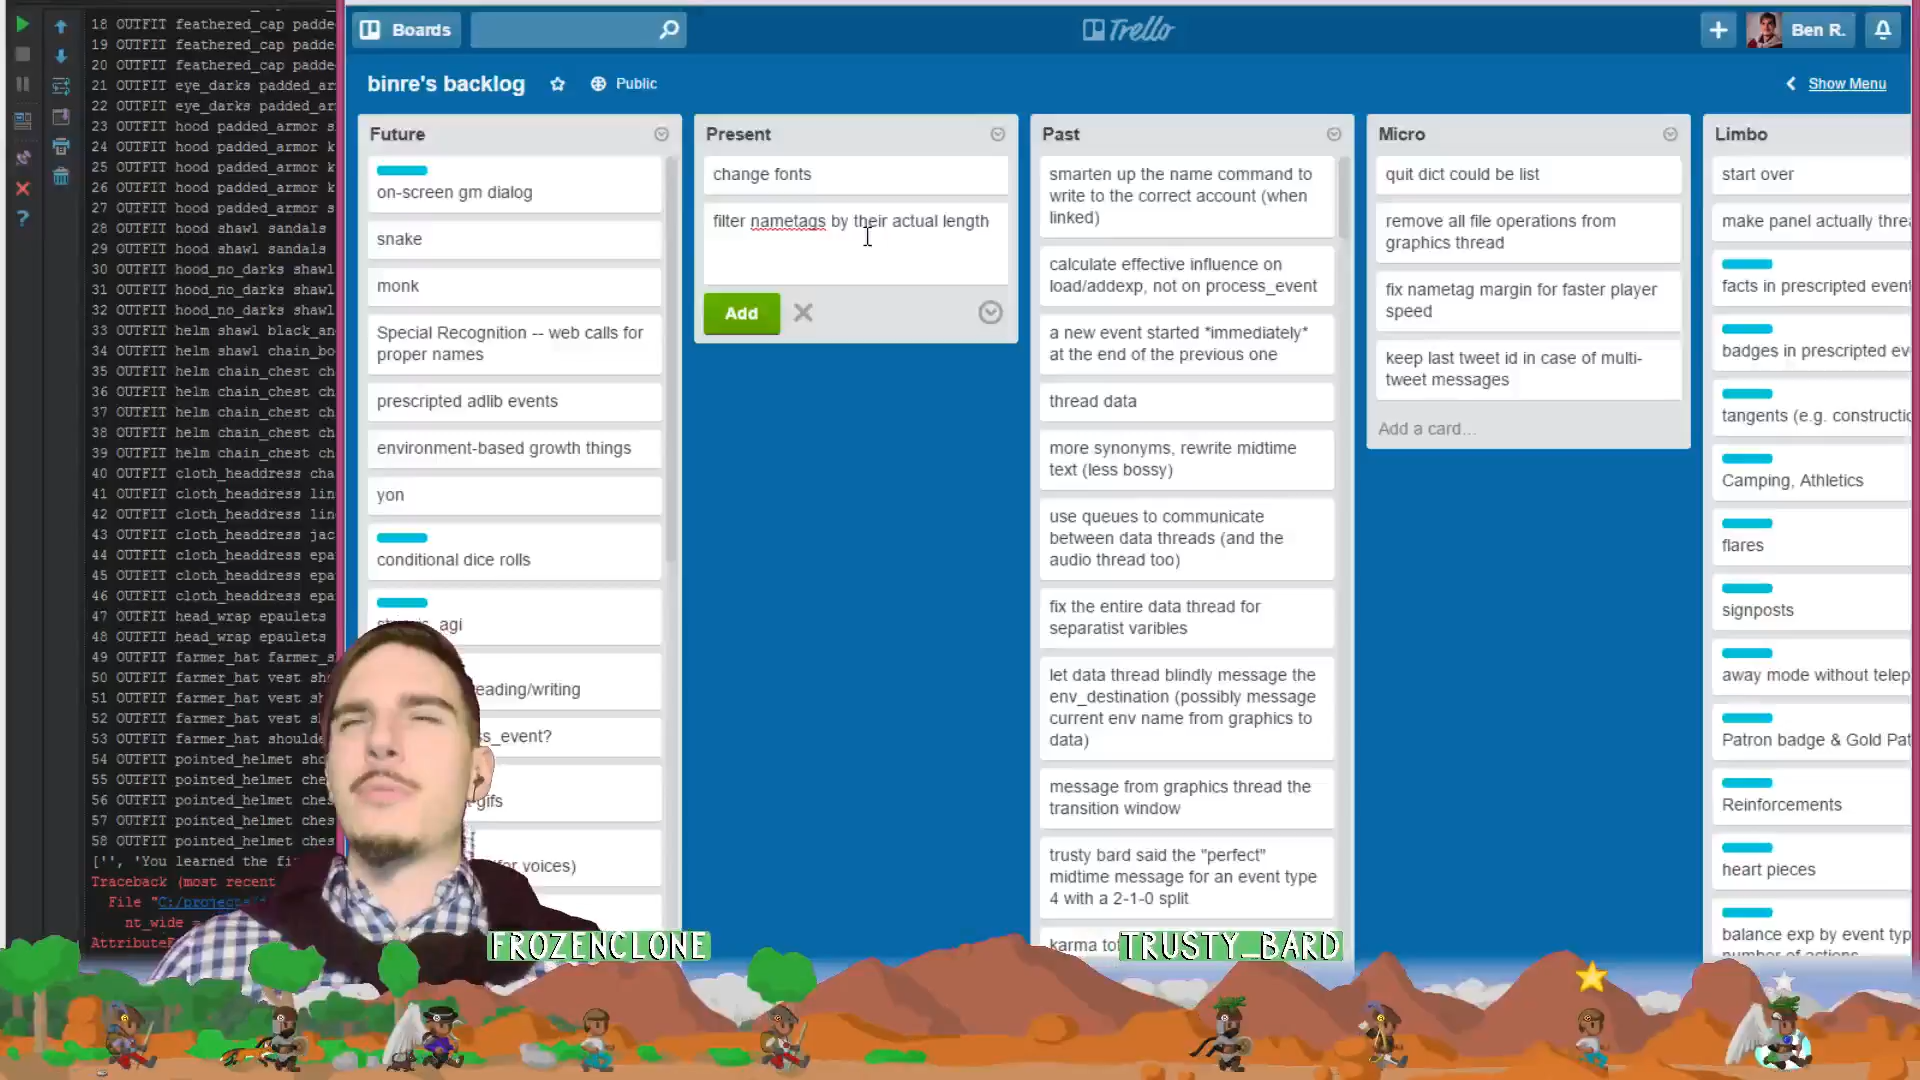 18 OUTFIT feathered_cap padde
19 OUTFIT feathered_cap padde
20 OUTFIT feathered_cap padde
21 OUTFIT eye_darks padded_ar
22 OUTFIT eye_darks padded_ar
23 OUTFIT hood padded_armor s
24 OUTFIT hood padded_armor k
25 OUTFIT hood padded_armor k
26 OUTFIT hood padded_armor k
27 OUTFIT hood padded_armor s
28 OUTFIT hood shawl sandals
29 OUTFIT hood shawl sandals
30 OUTFIT hood_no_darks shawl
31 OUTFIT hood_no_darks shawl
32 OUTFIT hood_no_darks shawl
33 OUTFIT helm shawl black_an
34 OUTFIT helm shawl chain_bo
35 OUTFIT helm chain_chest ch
36 OUTFIT helm chain_chest ch
37 OUTFIT helm chain_chest ch
38 OUTFIT helm chain_chest ch
39 OUTFIT helm chain_chest ch
40 OUTFIT cloth_headdress cha
41 OUTFIT cloth_headdress lin
42 OUTFIT cloth_headdress lin
43 OUTFIT cloth_headdress jac
44 OUTFIT cloth_headdress epa
45 OUTFIT cloth_headdress epa
46 OUTFIT cloth_headdress epa
47 OUTFIT head_wrap epaulets
48 OUTFIT head_wrap epaulets
49 OUTFIT farmer_hat farmer_s
50 OUTFIT farmer_hat vest sh
51 OUTFIT farmer_hat vest sh
52 OUTFIT farmer_hat vest sh
53 OUTFIT farmer_hat shoulde
54 OUTFIT pointed_helmet sho
55 OUTFIT pointed_helmet che
56 OUTFIT pointed_helmet ches
57 OUTFIT pointed_helmet ches
58 OUTFIT pointed_helmet ches
['', 'You learned the fi
Traceback (most recent
File "C:/project
nt_wide =
AttributeE
Boards
Trello
Ben R.
binre's backlog
Public
Show Menu
Future
on-screen gm dialog
snake
monk
Special Recognition -- web calls for
proper names
prescripted adlib events
environment-based growth things
yon
conditional dice rolls
agi
eading/writing
ss_event?
gifs
voices)
Present
change fonts
filter nametags by their actual length
Add
Past
smarten up the name command to
write to the correct account (when
linked)
calculate effective influence on
load/addexp, not on process_event
a new event started *immediately*
at the end of the previous one
thread data
more synonyms, rewrite midtime
text (less bossy)
use queues to communicate
between data threads (and the
audio thread too)
fix the entire data thread for
separatist varibles
let data thread blindly message the
env_destination (possibly message
current env name from graphics to
data)
message from graphics thread the
transition window
trusty bard said the "perfect"
midtime message for an event type
4 with a 2-1-0 split
karma to
Micro
quit dict could be list
remove all file operations from
graphics thread
fix nametag margin for faster player
speed
keep last tweet id in case of multi-
tweet messages
Add a card…
Limbo
start over
make panel actually threa
facts in prescripted event
badges in prescripted ev
tangents (e.g. constructio
Camping, Athletics
flares
signposts
away mode without telep
Patron badge & Gold Pat
Reinforcements
heart pieces
balance exp by event typ
number of actions
FROZENCLONE
TRUSTY_BARD